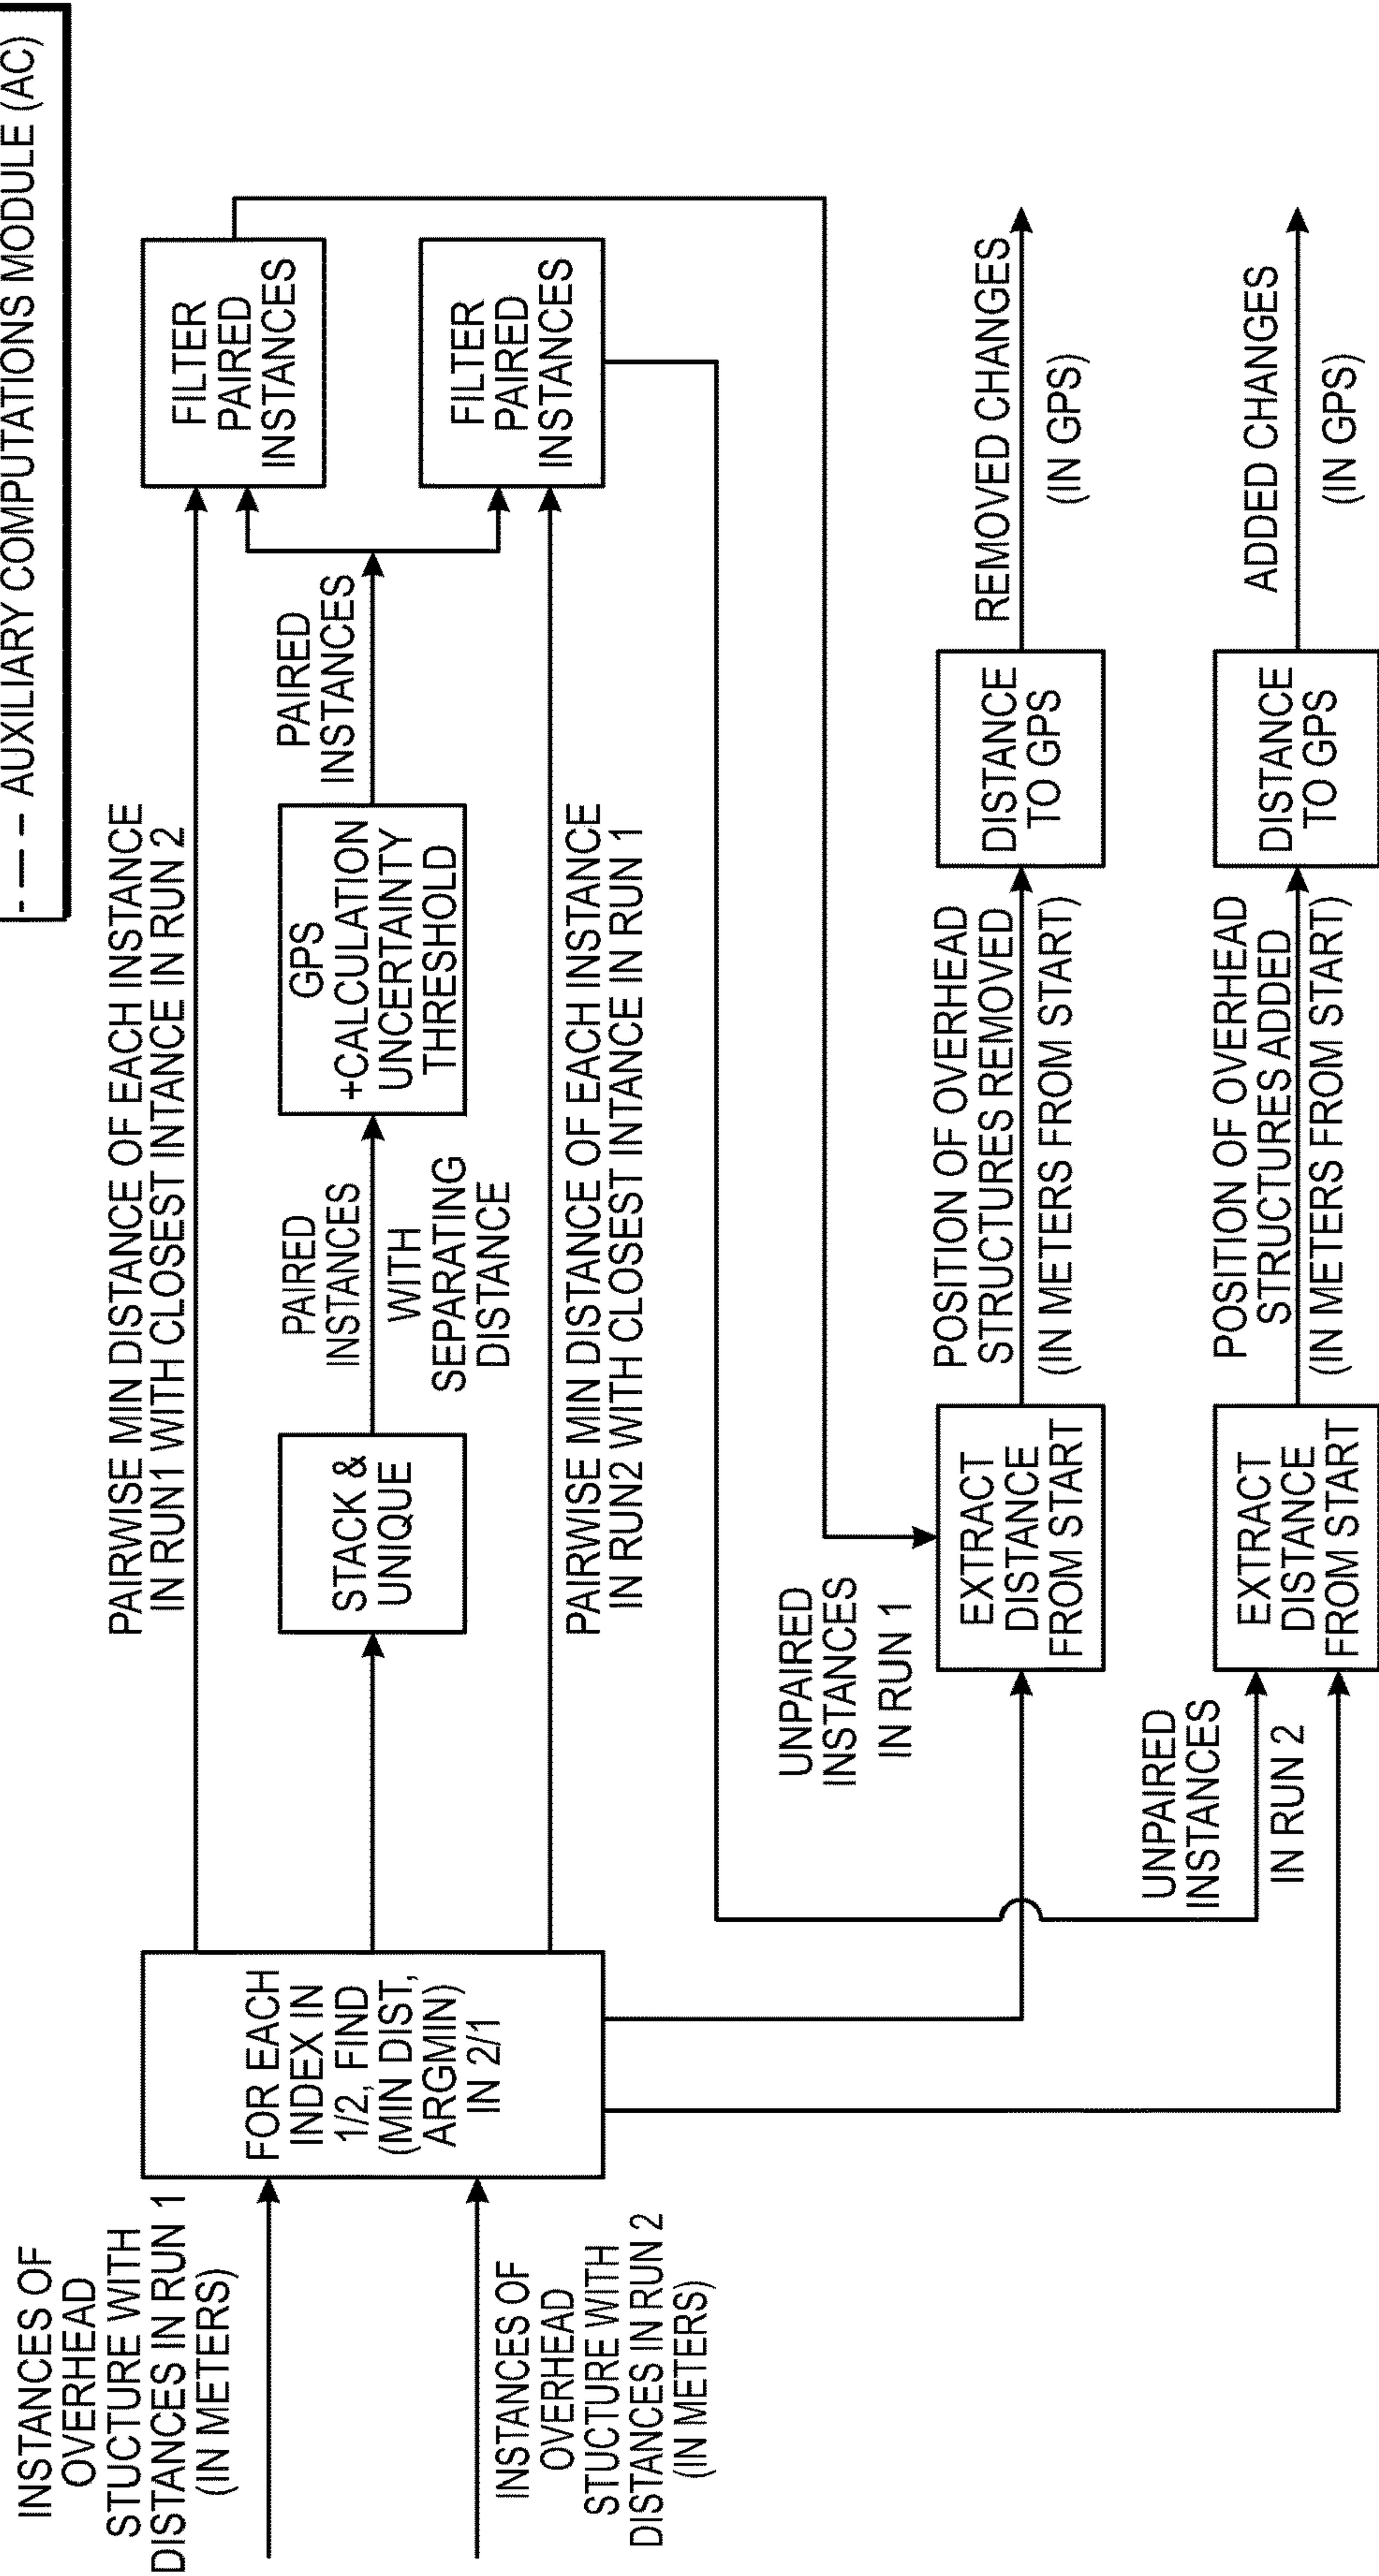 - — — AUXILIARY COMPUTATIONS MODULE (AC)
INSTANCES OF
OVERHEAD
STUCTURE WITH
DISTANCES IN RUN 1
(IN METERS)
INSTANCES OF
OVERHEAD
STUCTURE WITH
DISTANCES IN RUN 2
(IN METERS)
FOR EACH
INDEX IN
1/2, FIND
(MIN DIST,
ARGMIN)
IN 2/1
PAIRWISE MIN DISTANCE OF EACH INSTANCE
IN RUN1 WITH CLOSEST INTANCE IN RUN 2
STACK &
UNIQUE
PAIRED
INSTANCES
WITH
SEPARATING
DISTANCE
GPS
+CALCULATION
UNCERTAINTY
THRESHOLD
PAIRED
INSTANCES
PAIRWISE MIN DISTANCE OF EACH INSTANCE
IN RUN2 WITH CLOSEST INTANCE IN RUN 1
FILTER
PAIRED
INSTANCES
FILTER
PAIRED
INSTANCES
UNPAIRED
INSTANCES
IN RUN 1
EXTRACT
DISTANCE
FROM START
POSITION OF OVERHEAD
STRUCTURES REMOVED
(IN METERS FROM START)
DISTANCE
TO GPS
REMOVED CHANGES
(IN GPS)
UNPAIRED
INSTANCES
IN RUN 2
EXTRACT
DISTANCE
FROM START
POSITION OF OVERHEAD
STRUCTURES ADDED
(IN METERS FROM START)
DISTANCE
TO GPS
ADDED CHANGES
(IN GPS)